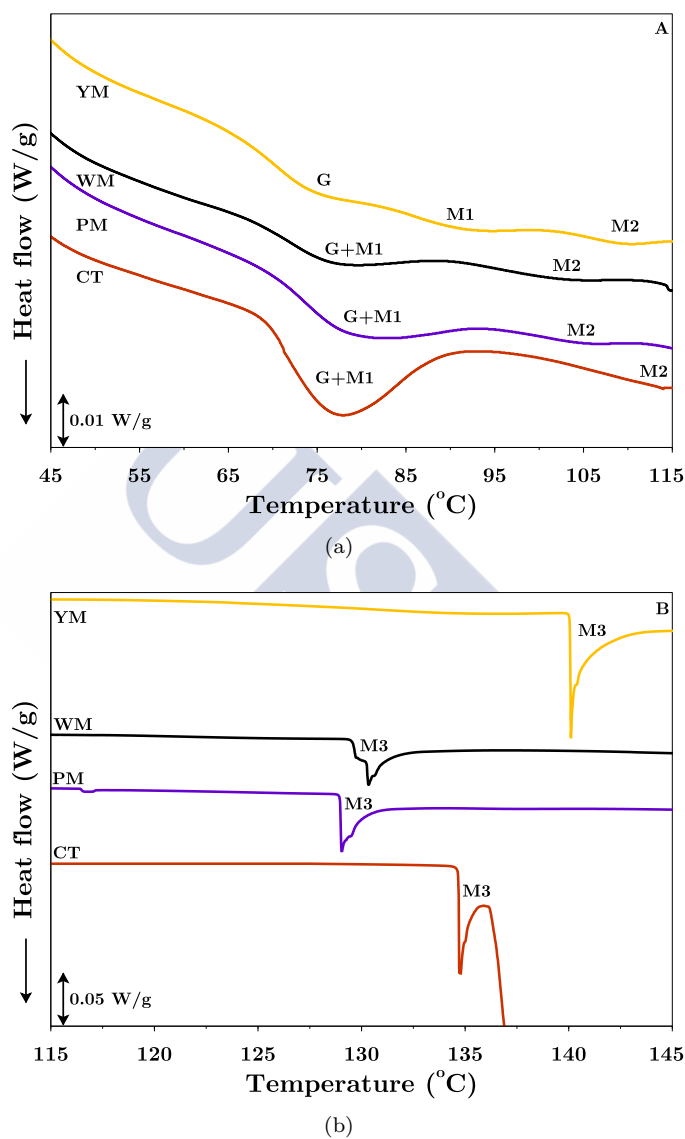 A
YM
WM
G
PM
M1
M2
G+M1
CT
M2
G+M1
M2
G+M1
M2
0.01 W/g
Heat flow (W/g)
45 55 65 75 85 95 105 115
Temperature (°C)
(a)
B
YM
M3
WM
M3
PM
M3
CT
M3
0.05 W/g
Heat flow (W/g)
115 120 125 130 135 140 145
Temperature (°C)
(b)